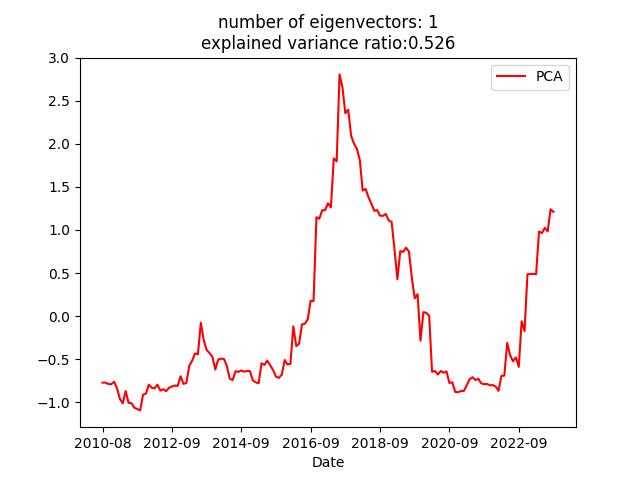 number of eigenvectors: 1
explained variance ratio:0.526
PCA
3.0
2.5
2.0
1.5
1.0
0.5
0.0
−0.5
−1.0
2010-08 2012-09 2014-09 2016-09 2018-09 2020-09 2022-09
Date